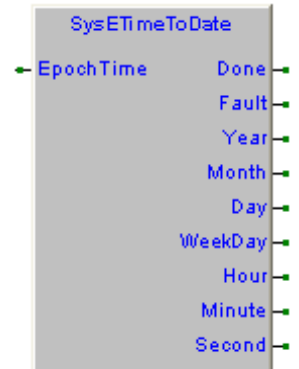 SysETimeToDate
EpochTime Done
Fault
Year
Month
Day
WeekDay
Hour
Minute
Second